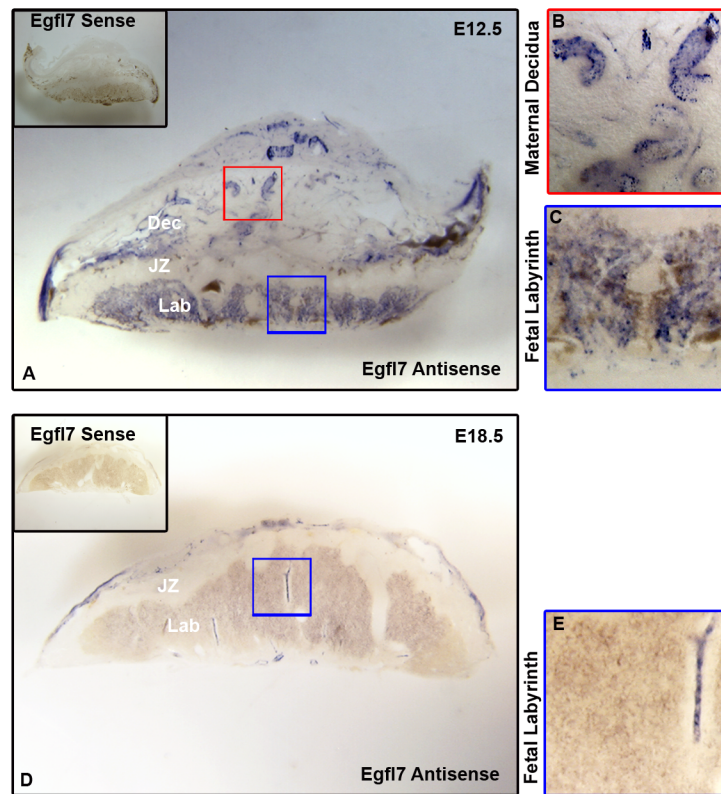 Egfl7 Sense
E12.5
Dec
JZ
Lab
A
Egfl7 Antisense
B
Maternal Decidua
C
Fetal Labyrinth
Egfl7 Sense
E18.5
JZ
Lab
D
Egfl7 Antisense
E
Fetal Labyrinth